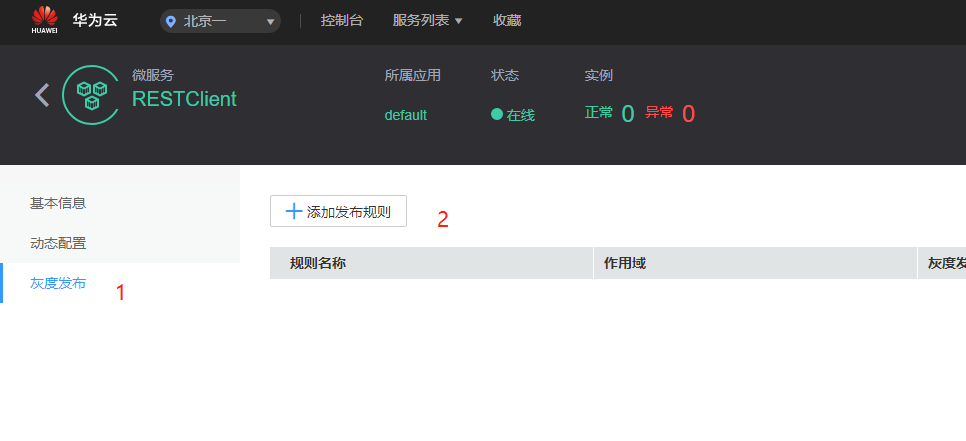 HUAWEI 华为云 北京一 控制台 服务列表 收藏
微服务 所属应用 状态 实例
RESTClient default 在线 正常 0 异常 0
基本信息
添加发布规则 2
动态配置
规则名称 作用域 灰度发
灰度发布 1